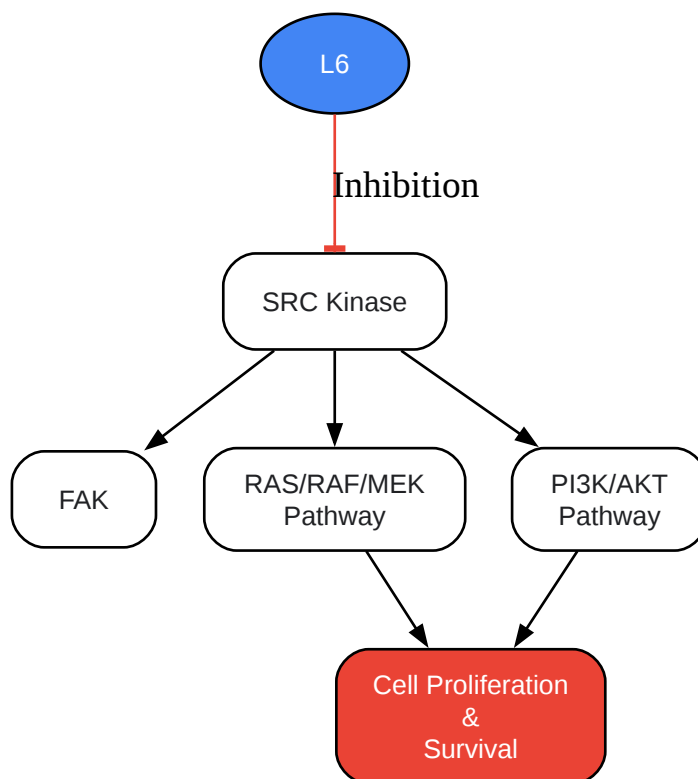 L6
Inhibition
SRC Kinase
FAK
RAS/RAF/MEK
Pathway
PI3K/AKT
Pathway
Cell Proliferation
&
Survival